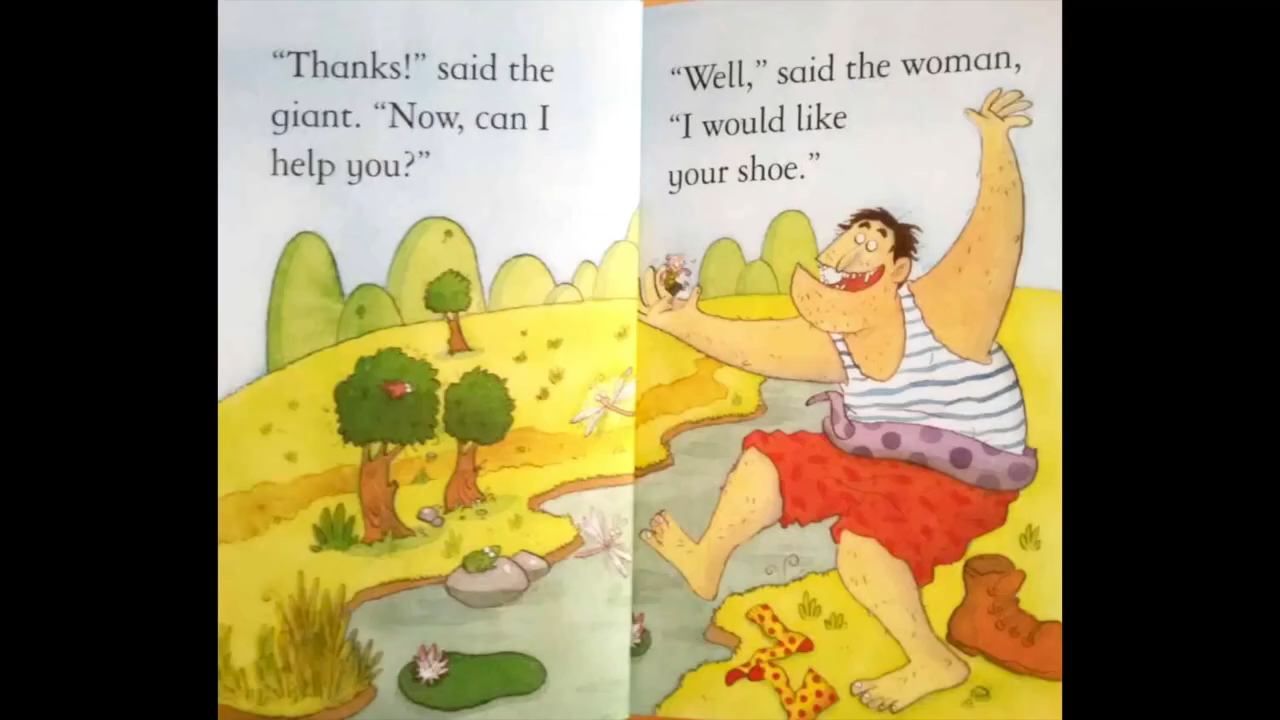 “Thanks!” said the
giant. “Now, can I
help you?”
“Well,” said the woman,
“I would like
your shoe.”